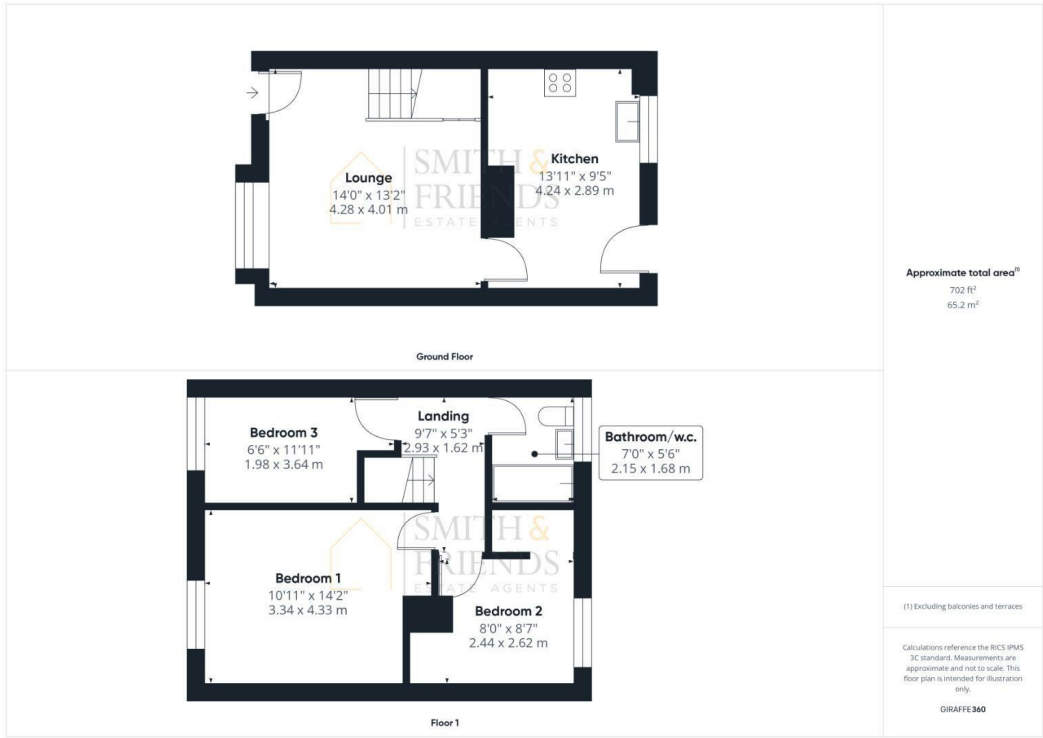 Lounge
14'0" x 13'2"
4.28 x 4.01 m
Kitchen
13'11" x 9'5"
4.24 x 2.89 m
SMITH &
FRIENDS
ESTATE AGENTS
Ground Floor
Approximate total area⁽¹⁾
702 ft²
65.2 m²
Landing
9'7" x 5'3"
2.93 x 1.62 m
Bedroom 3
6'6" x 11'11"
1.98 x 3.64 m
Bathroom/w.c.
7'0" x 5'6"
2.15 x 1.68 m
SMITH &
FRIENDS
ESTATE AGENTS
Bedroom 1
10'11" x 14'2"
3.34 x 4.33 m
Bedroom 2
8'0" x 8'7"
2.44 x 2.62 m
Floor 1
(1) Excluding balconies and terraces
Calculations reference the RICS IPMS
3C standard. Measurements are
approximate and not to scale. This
floor plan is intended for illustration
only.
GIRAFFE360